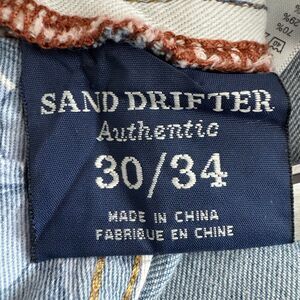 SAND DRIFTER
Authentic
30/34
MADE IN CHINA
FABRIQUE EN CHINE